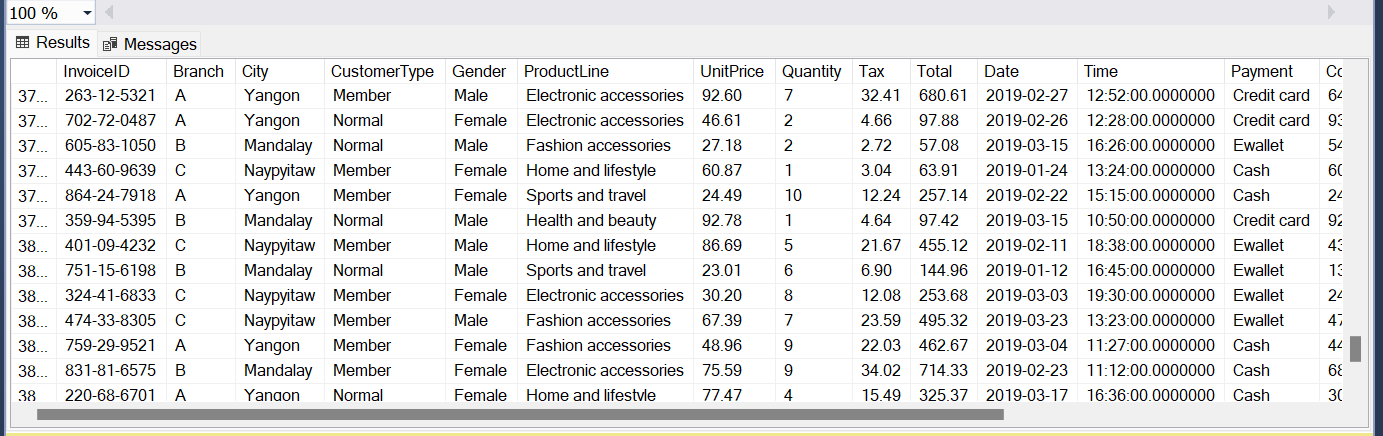 100 %
Results Messages
InvoiceID Branch City CustomerType Gender ProductLine UnitPrice Quantity Tax Total Date Time Payment Co
37... 263-12-5321 A Yangon Member Male Electronic accessories 92.60 7 32.41 680.61 2019-02-27 12:52:00.0000000 Credit card 64
37... 702-72-0487 A Yangon Normal Female Electronic accessories 46.61 2 4.66 97.88 2019-02-26 12:28:00.0000000 Credit card 93
37... 605-83-1050 B Mandalay Normal Male Fashion accessories 27.18 2 2.72 57.08 2019-03-15 16:26:00.0000000 Ewallet 54
37... 443-60-9639 C Naypyitaw Member Female Home and lifestyle 60.87 1 3.04 63.91 2019-01-24 13:24:00.0000000 Cash 60
37... 864-24-7918 A Yangon Member Female Sports and travel 24.49 10 12.24 257.14 2019-02-22 15:15:00.0000000 Cash 24
37... 359-94-5395 B Mandalay Normal Male Health and beauty 92.78 1 4.64 97.42 2019-03-15 10:50:00.0000000 Credit card 92
38... 401-09-4232 C Naypyitaw Member Male Home and lifestyle 86.69 5 21.67 455.12 2019-02-11 18:38:00.0000000 Ewallet 43
38... 751-15-6198 B Mandalay Normal Male Sports and travel 23.01 6 6.90 144.96 2019-01-12 16:45:00.0000000 Ewallet 13
38... 324-41-6833 C Naypyitaw Member Female Electronic accessories 30.20 8 12.08 253.68 2019-03-03 19:30:00.0000000 Ewallet 24
38... 474-33-8305 C Naypyitaw Member Male Fashion accessories 67.39 7 23.59 495.32 2019-03-23 13:23:00.0000000 Ewallet 47
38... 759-29-9521 A Yangon Member Female Fashion accessories 48.96 9 22.03 462.67 2019-03-04 11:27:00.0000000 Cash 44
38... 831-81-6575 B Mandalay Member Female Electronic accessories 75.59 9 34.02 714.33 2019-02-23 11:12:00.0000000 Cash 68
38 220-68-6701 A Yangon Normal Female Home and lifestyle 77.47 4 15.49 325.37 2019-03-17 16:36:00.0000000 Cash 30